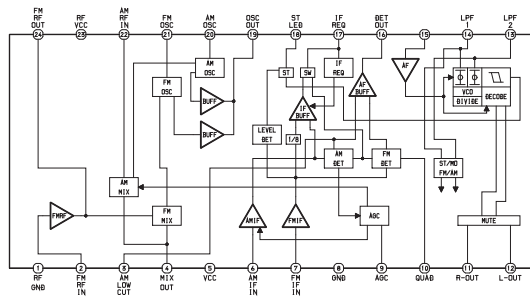 FM RF OUT
RF VCC
AM RF IN
FM OSC
AM OSC
OSC OUT
ST LED
IF REQ
DET OUT
LPF 1
LPF 2
24 23 22 21 20 19 18 17 16 15 14 13
AM OSC
FM OSC
BUFF
BUFF
ST
SW
IF REQ
AF BUFF
AF
VCO
DIVIDE
DECODE
IF BUFF
LEVEL DET
1/8
AM DET
FM DET
ST/MO
FM/AM
AM MIX
FMRF
FM MIX
AMIF
FMIF
AGC
MUTE
1 2 3 4 5 6 7 8 9 10 11 12
RF GND
FM RF IN
AM LOW CUT
MIX OUT
VCC
AM IF IN
FM IF IN
GND
AGC
QUAD
R-OUT
L-OUT